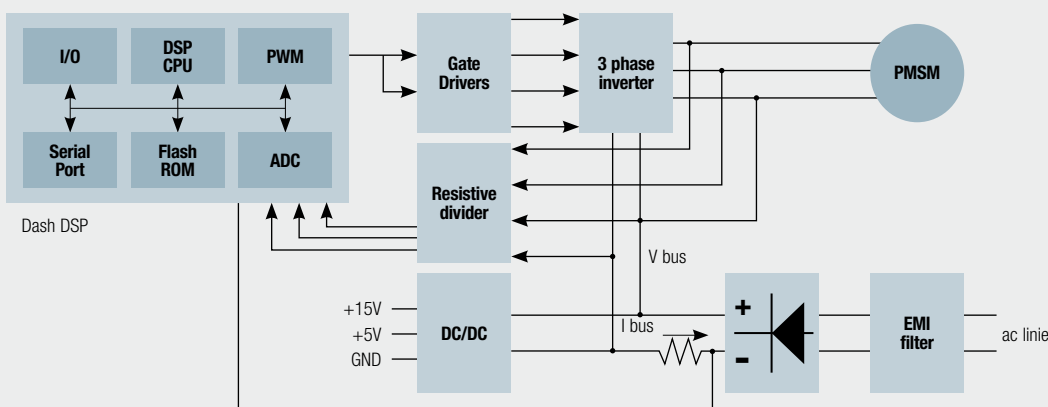 I/O
DSP
CPU
PWM
Serial
Port
Flash
ROM
ADC
Dash DSP
Gate
Drivers
3 phase
inverter
PMSM
Resistive
divider
V bus
+15V
+5V
GND
DC/DC
I bus
+
-
EMI
filter
ac linie